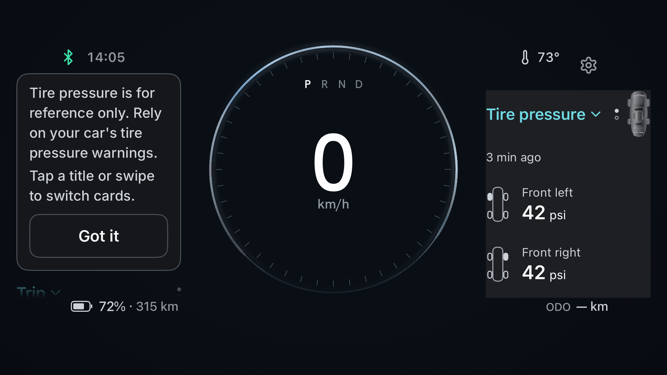 14:05
Tire pressure is for
reference only. Rely
on your car's tire
pressure warnings.
Tap a title or swipe
to switch cards.
Got it
Trip
72% · 315 km
P R N D
0
km/h
73°
Tire pressure
3 min ago
Front left
42 psi
Front right
42 psi
ODO — km